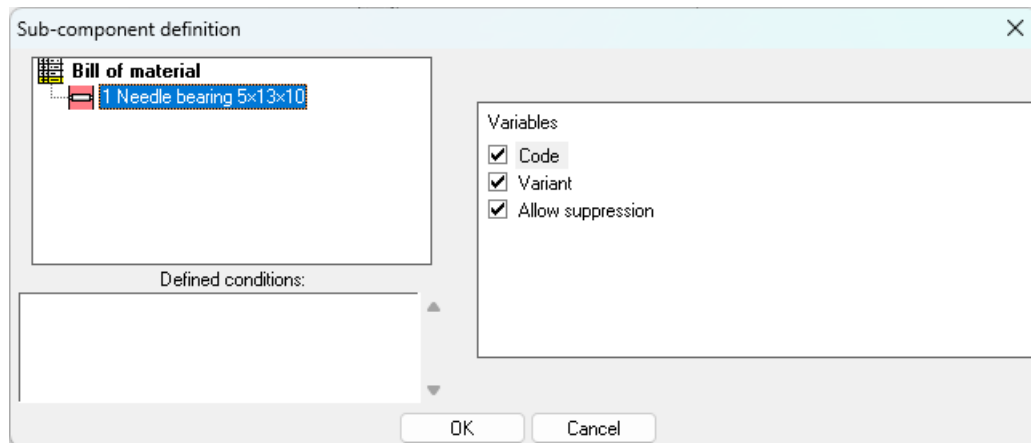 Sub-component definition
Bill of material
1 Needle bearing 5×13×10
Variables
Code
Variant
Allow suppression
Defined conditions:
OK
Cancel